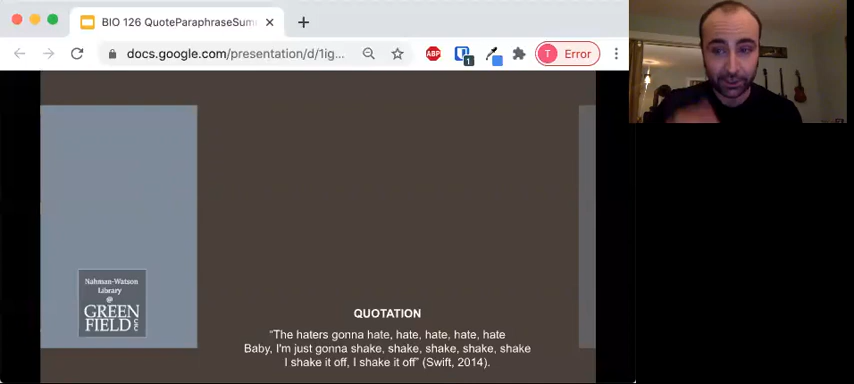 BIO 126 QuoteParaphraseSum
docs.google.com/presentation/d/1ig...
ABP
1
T
Error
Nahman-Watson
Library
@
GREEN
FIELD
QUOTATION
“The haters gonna hate, hate, hate, hate, hate
Baby, I'm just gonna shake, shake, shake, shake, shake
I shake it off, I shake it off” (Swift, 2014).